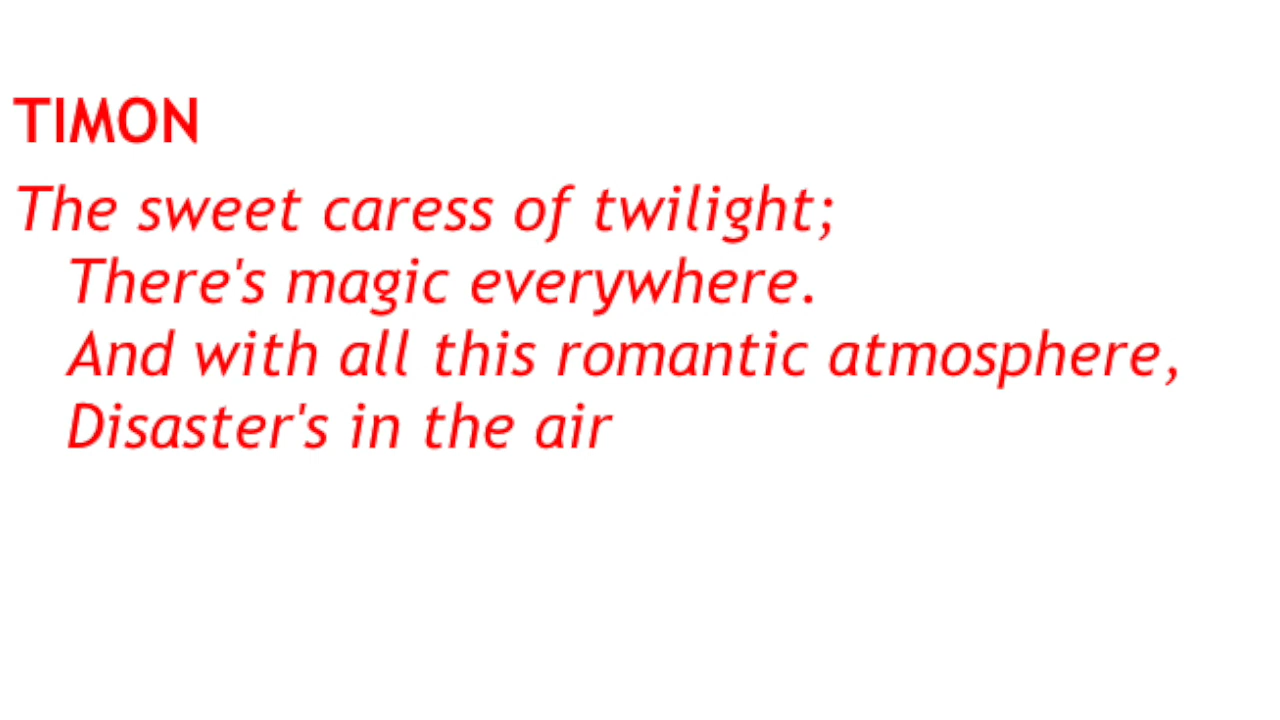 TIMON
The sweet caress of twilight;
There's magic everywhere.
And with all this romantic atmosphere,
Disaster's in the air